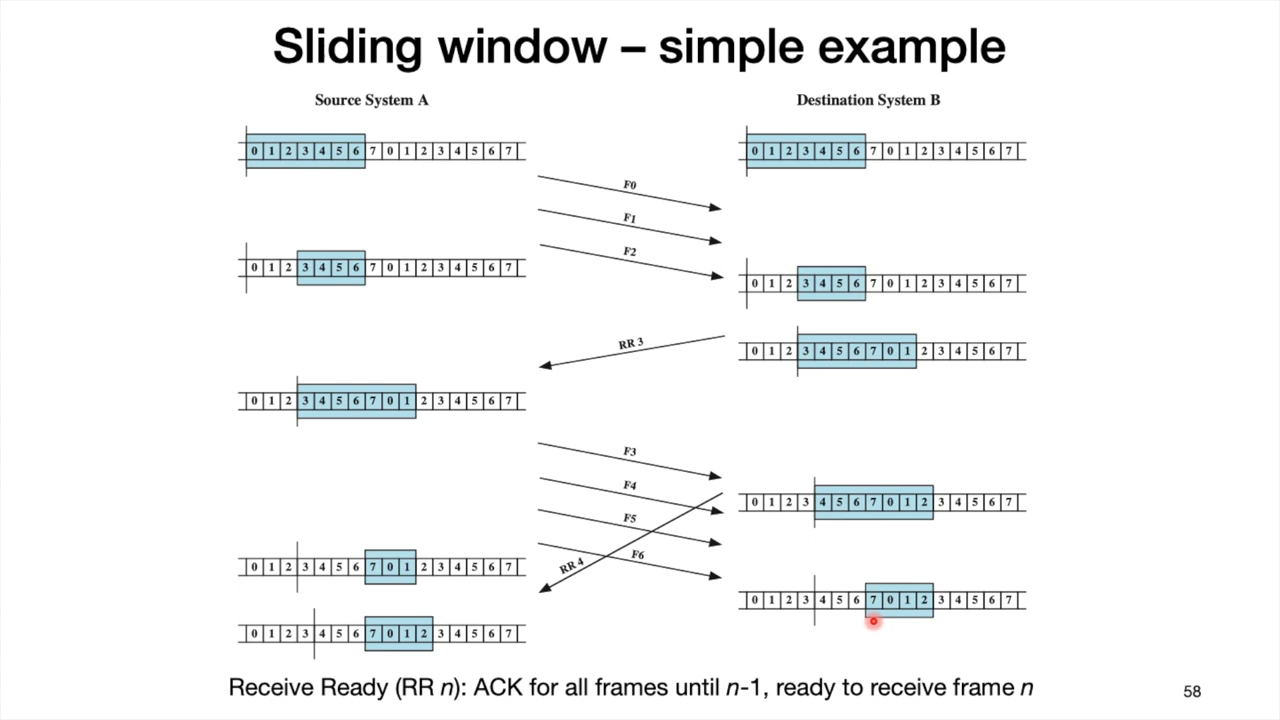 Sliding window – simple example
Source System A
Destination System B
0 1 2 3 4 5 6 7 0 1 2 3 4 5 6 7
0 1 2 3 4 5 6 7 0 1 2 3 4 5 6 7
F0
F1
F2
0 1 2 3 4 5 6 7 0 1 2 3 4 5 6 7
0 1 2 3 4 5 6 7 0 1 2 3 4 5 6 7
RR 3
0 1 2 3 4 5 6 7 0 1 2 3 4 5 6 7
0 1 2 3 4 5 6 7 0 1 2 3 4 5 6 7
F3
F4
0 1 2 3 4 5 6 7 0 1 2 3 4 5 6 7
F5
F6
RR 4
0 1 2 3 4 5 6 7 0 1 2 3 4 5 6 7
0 1 2 3 4 5 6 7 0 1 2 3 4 5 6 7
0 1 2 3 4 5 6 7 0 1 2 3 4 5 6 7
Receive Ready (RR n): ACK for all frames until n-1, ready to receive frame n
58